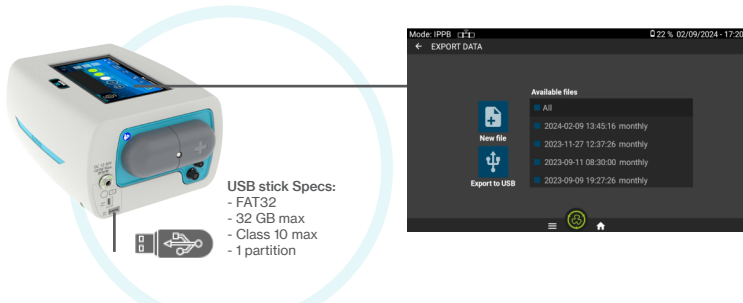 Mode: IPPB
22 % 02/09/2024 - 17:20
EXPORT DATA
Available files
All
2024-02-09 13:45:16 monthly
2023-11-27 12:37:26 monthly
2023-09-11 08:30:00 monthly
2023-09-09 19:27:26 monthly
New file
Export to USB
USB stick Specs:
- FAT32
- 32 GB max
- Class 10 max
- 1 partition